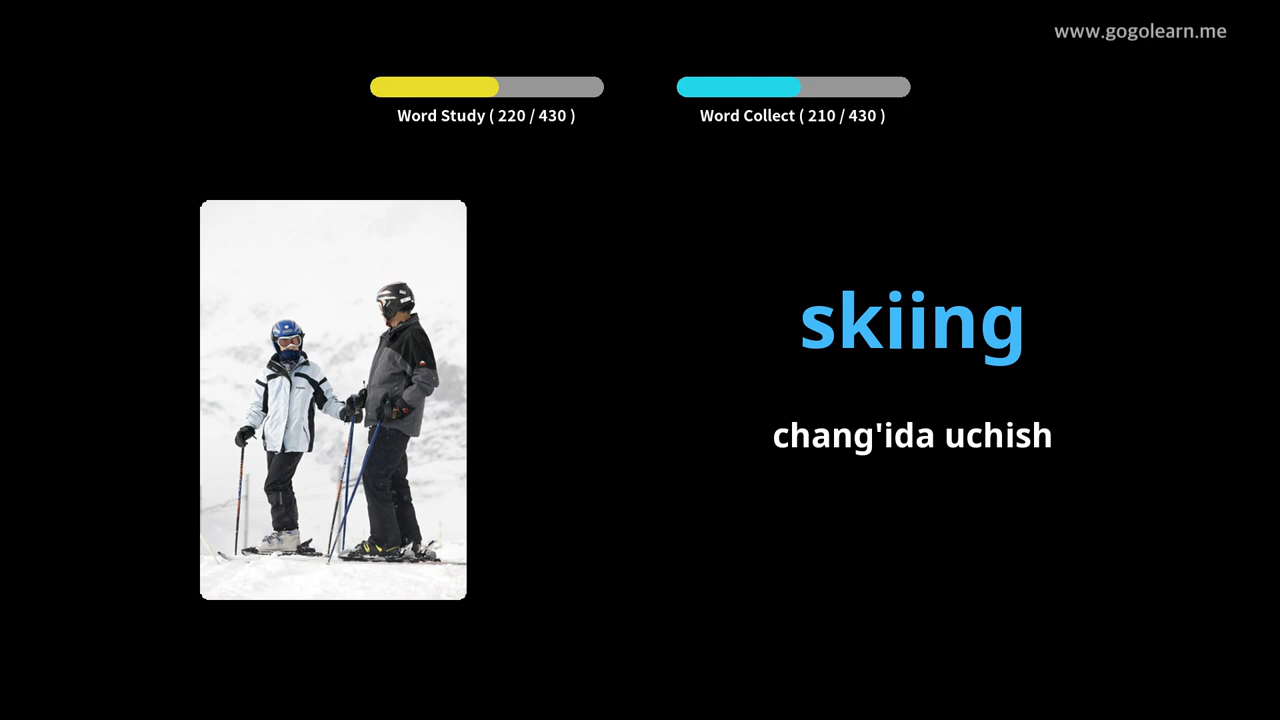 www.gogolearn.me
Word Study ( 220 / 430 )
Word Collect ( 210 / 430 )
skiing
chang'ida uchish